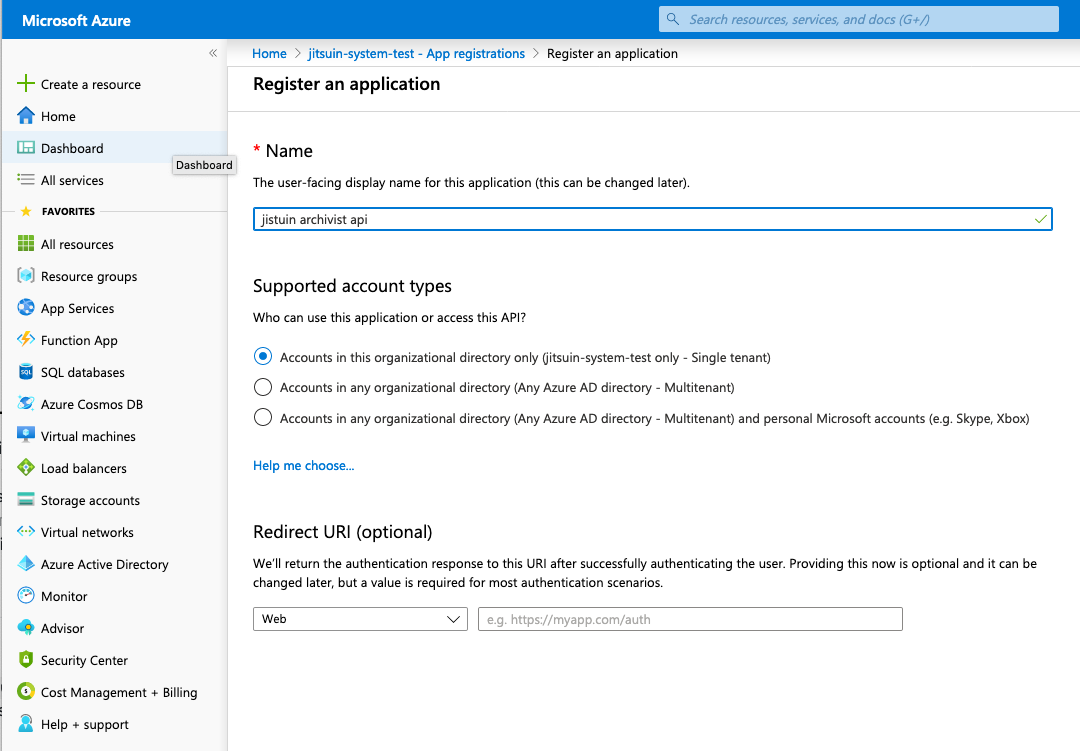 Microsoft Azure
Search resources, services, and docs (G+/)
«
Home > jitsuin-system-test - App registrations > Register an application
Register an application
Create a resource
Home
Dashboard
Dashboard
All services
FAVORITES
All resources
Resource groups
App Services
Function App
SQL
SQL databases
Azure Cosmos DB
Virtual machines
Load balancers
Storage accounts
Virtual networks
Azure Active Directory
Monitor
Advisor
Security Center
Cost Management + Billing
Help + support
* Name
The user-facing display name for this application (this can be changed later).
jistuin archivist api
Supported account types
Who can use this application or access this API?
Accounts in this organizational directory only (jitsuin-system-test only - Single tenant)
Accounts in any organizational directory (Any Azure AD directory - Multitenant)
Accounts in any organizational directory (Any Azure AD directory - Multitenant) and personal Microsoft accounts (e.g. Skype, Xbox)
Help me choose...
Redirect URI (optional)
We'll return the authentication response to this URI after successfully authenticating the user. Providing this now is optional and it can be
changed later, but a value is required for most authentication scenarios.
Web
e.g. https://myapp.com/auth